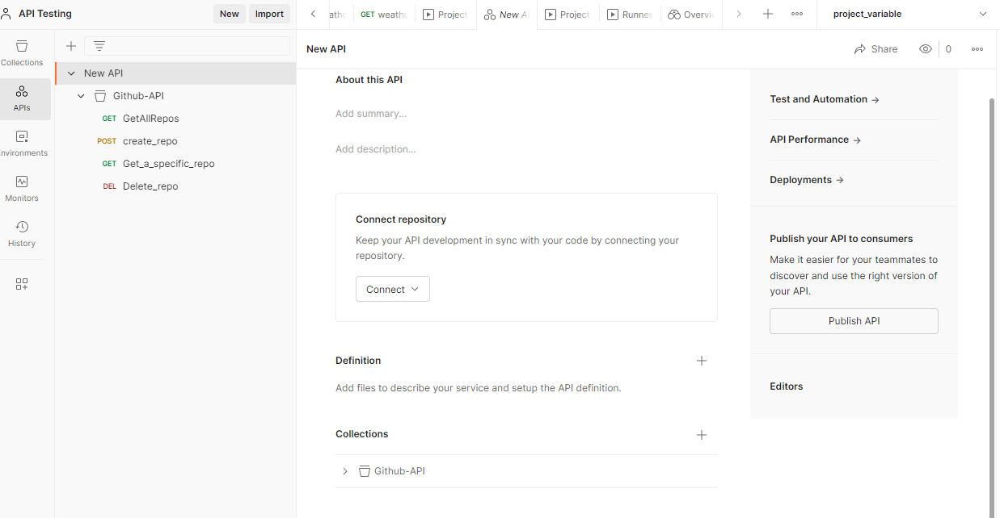 API Testing
New
Import
GET weathe
Project
New A
Project
Runner
Overvie
project_variable
Collections
APIs
nvironments
Monitors
History
New API
Github-API
GET GetAllRepos
POST create_repo
GET Get_a_specific_repo
DEL Delete_repo
New API
Share
0
About this API
Add summary...
Add description...
Connect repository
Keep your API development in sync with your code by connecting your
repository.
Connect
Definition
Add files to describe your service and setup the API definition.
Collections
Github-API
Test and Automation →
API Performance →
Deployments →
Publish your API to consumers
Make it easier for your teammates to
discover and use the right version of
your API.
Publish API
Editors